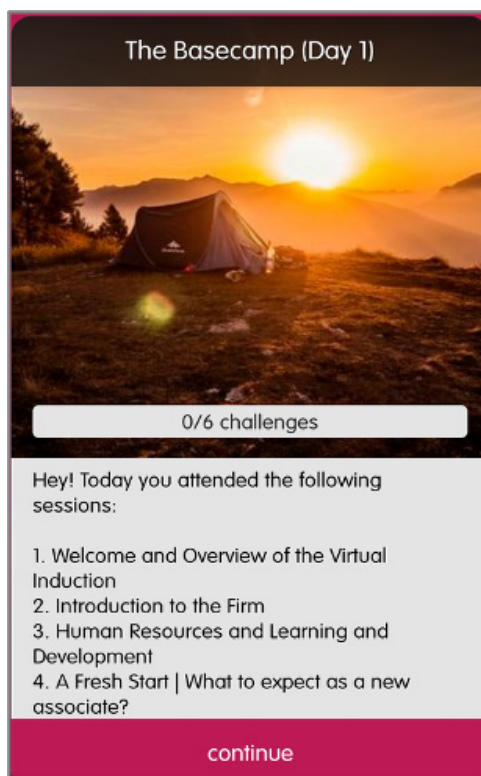 The Basecamp (Day 1)
0/6 challenges
Hey! Today you attended the following
sessions:
1. Welcome and Overview of the Virtual
Induction
2. Introduction to the Firm
3. Human Resources and Learning and
Development
4. A Fresh Start | What to expect as a new
associate?
continue